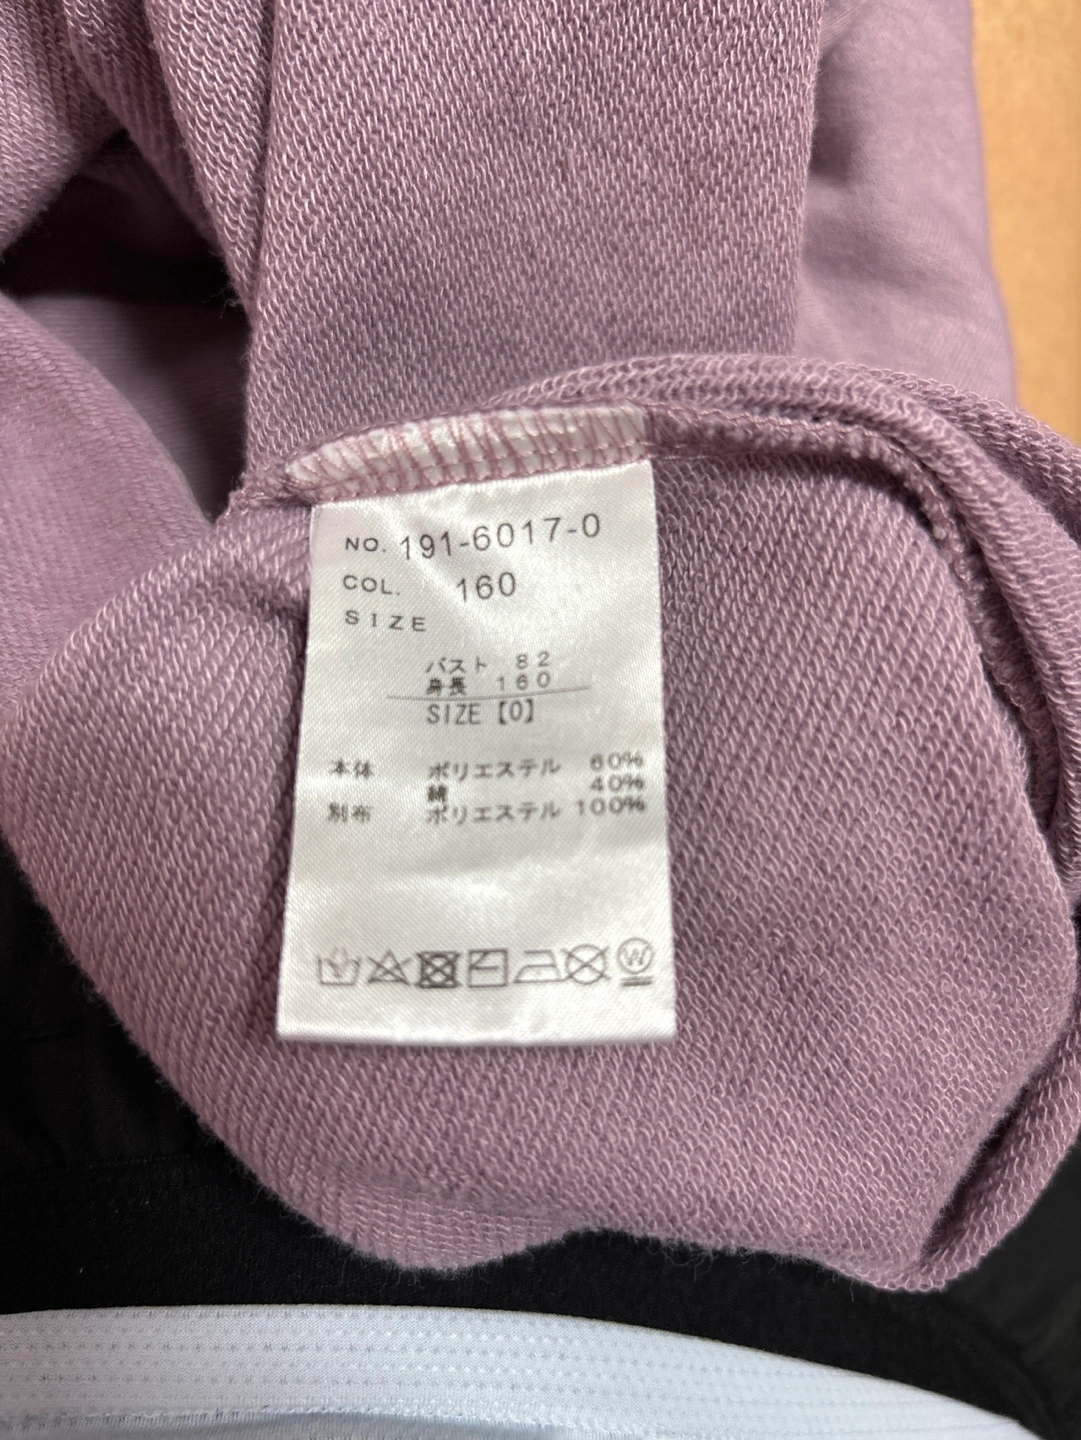 NO. 191-6017-0
COL. 160
SIZE
バスト 82
身長 160
SIZE【0】
本体 ポリエステル 60%
綿 40%
別布 ポリエステル 100%
W